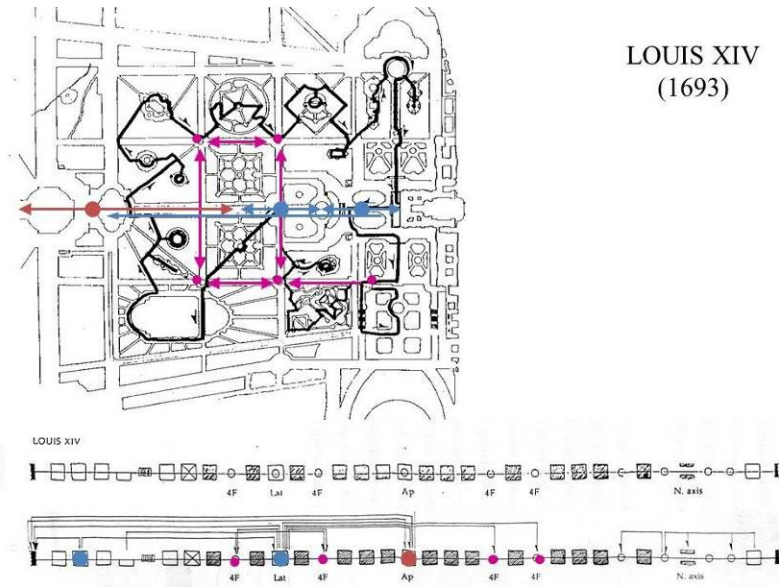 LOUIS XIV
(1693)
LOUIS XIV
4F Lat 4F Ap 4F 4F N. axis
4F Lat 4F Ap 4F 4F N. axis